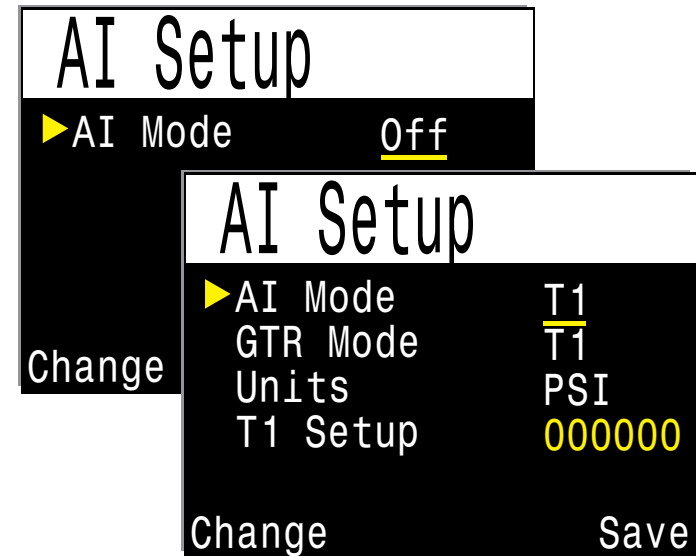 AI Setup
AI Mode Off
Change
AI Setup
AI Mode T1
GTR Mode T1
Units PSI
T1 Setup 000000
Change Save